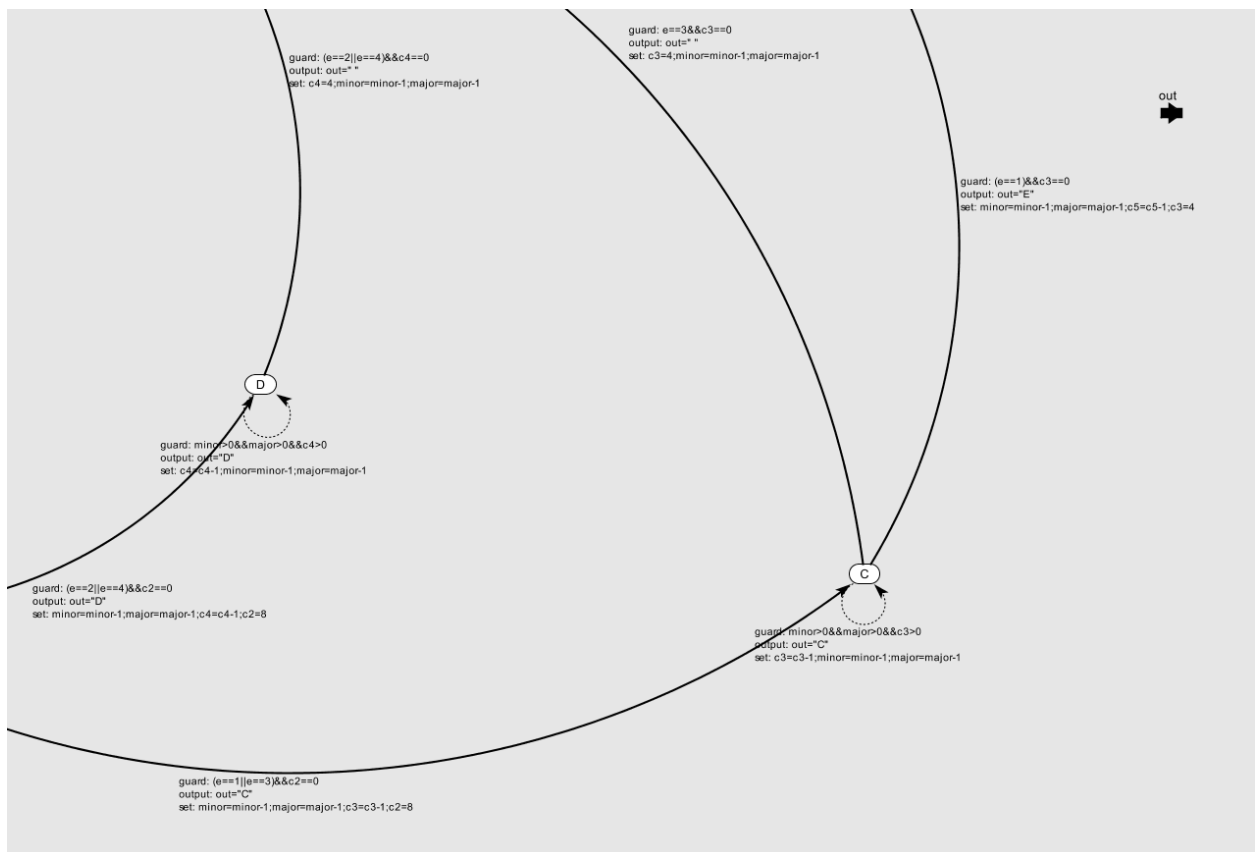 guard: e==3&&c3==0
output: out=" "
set: c3=4;minor=minor-1;major=major-1
guard: (e==2||e==4)&&c4==0
output: out=" "
set: c4=4;minor=minor-1;major=major-1
out
guard: (e==1)&&c3==0
output: out="E"
set: minor=minor-1;major=major-1;c5=c5-1;c3=4
D
guard: minor>0&&major>0&&c4>0
output: out="D"
set: c4=c4-1;minor=minor-1;major=major-1
guard: (e==2||e==4)&&c2==0
output: out="D"
set: minor=minor-1;major=major-1;c4=c4-1;c2=8
C
guard: minor>0&&major>0&&c3>0
output: out="C"
set: c3=c3-1;minor=minor-1;major=major-1
guard: (e==1||e==3)&&c2==0
output: out="C"
set: minor=minor-1;major=major-1;c3=c3-1;c2=8